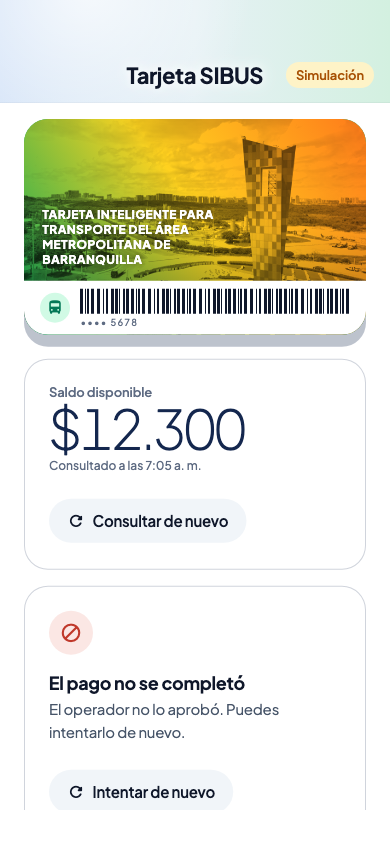 Tarjeta SIBUS
Simulación
TARJETA INTELIGENTE PARA
TRANSPORTE DEL ÁREA
METROPOLITANA DE
BARRANQUILLA
•••• 5678
Saldo disponible
$12.300
Consultado a las 7:05 a. m.
Consultar de nuevo
El pago no se completó
El operador no lo aprobó. Puedes
intentarlo de nuevo.
Intentar de nuevo